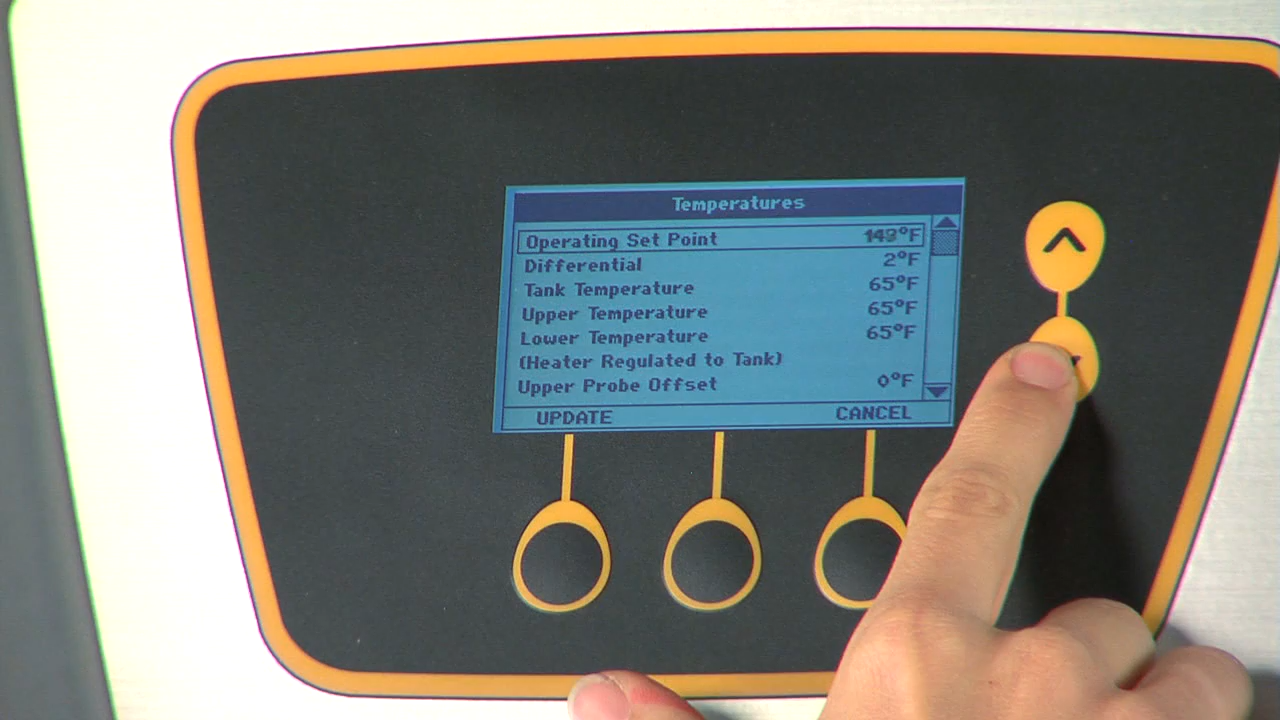 Temperatures
Operating Set Point
Differential 2°F
Tank Temperature 65°F
Upper Temperature 65°F
Lower Temperature 65°F
(Heater Regulated to Tank)
Upper Probe Offset 0°F
UPDATE CANCEL